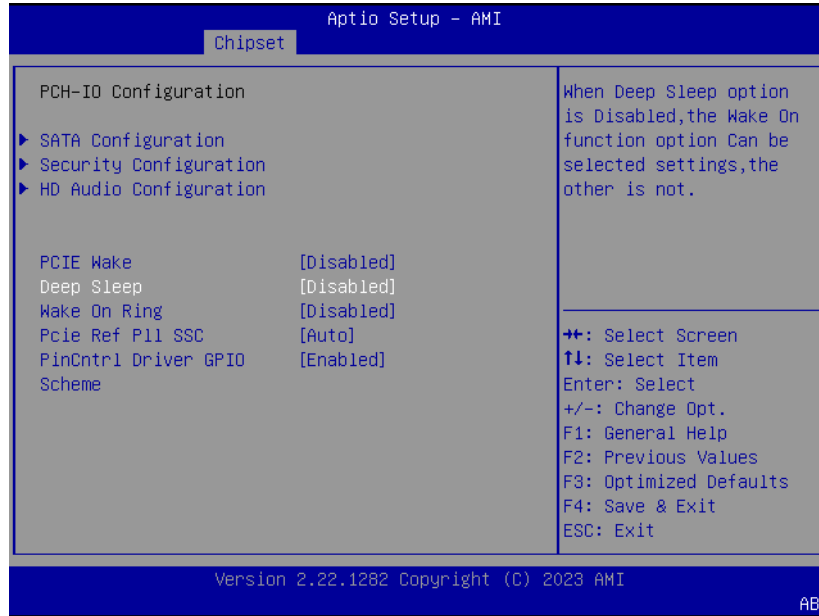 Aptio Setup – AMI
Chipset
PCH-IO Configuration
SATA Configuration
Security Configuration
HD Audio Configuration
PCIE Wake [Disabled]
Deep Sleep [Disabled]
Wake On Ring [Disabled]
Pcie Ref Pll SSC [Auto]
PinCntrl Driver GPIO [Enabled]
Scheme
When Deep Sleep option
is Disabled,the Wake On
function option Can be
selected settings,the
other is not.
→←: Select Screen
↑↓: Select Item
Enter: Select
+/-: Change Opt.
F1: General Help
F2: Previous Values
F3: Optimized Defaults
F4: Save & Exit
ESC: Exit
Version 2.22.1282 Copyright (C) 2023 AMI
AB